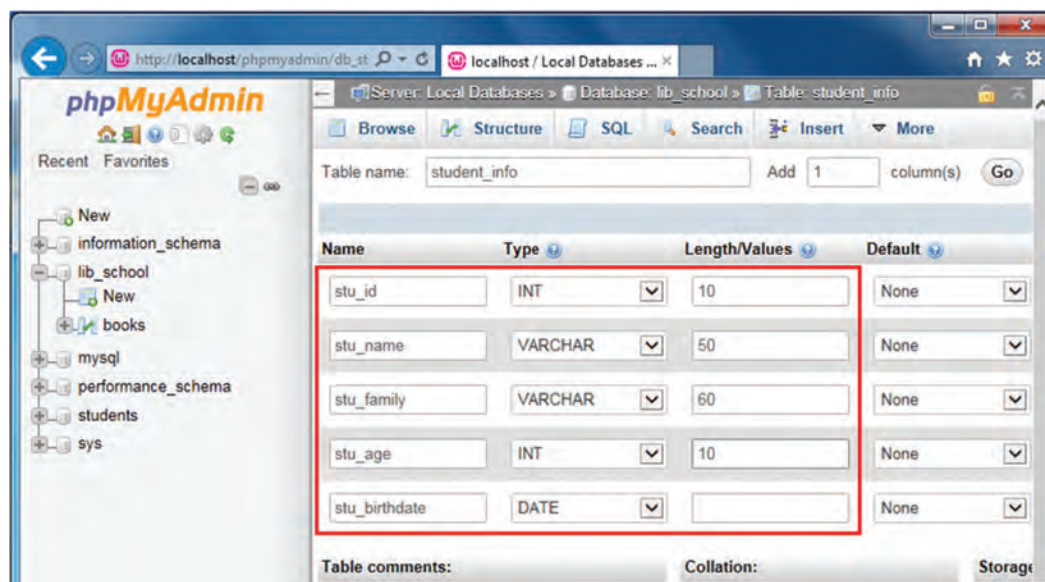 http://localhost/phpmyadmin/db_st
localhost / Local Databases ...
phpMyAdmin
Recent Favorites
New
information_schema
lib_school
New
books
mysql
performance_schema
students
sys
Server: Local Databases » Database: lib_school » Table: student_info
Browse Structure SQL Search Insert More
Table name: student_info Add 1 column(s) Go
Name Type Length/Values Default
stu_id INT 10 None
stu_name VARCHAR 50 None
stu_family VARCHAR 60 None
stu_age INT 10 None
stu_birthdate DATE None
Table comments: Collation: Storage